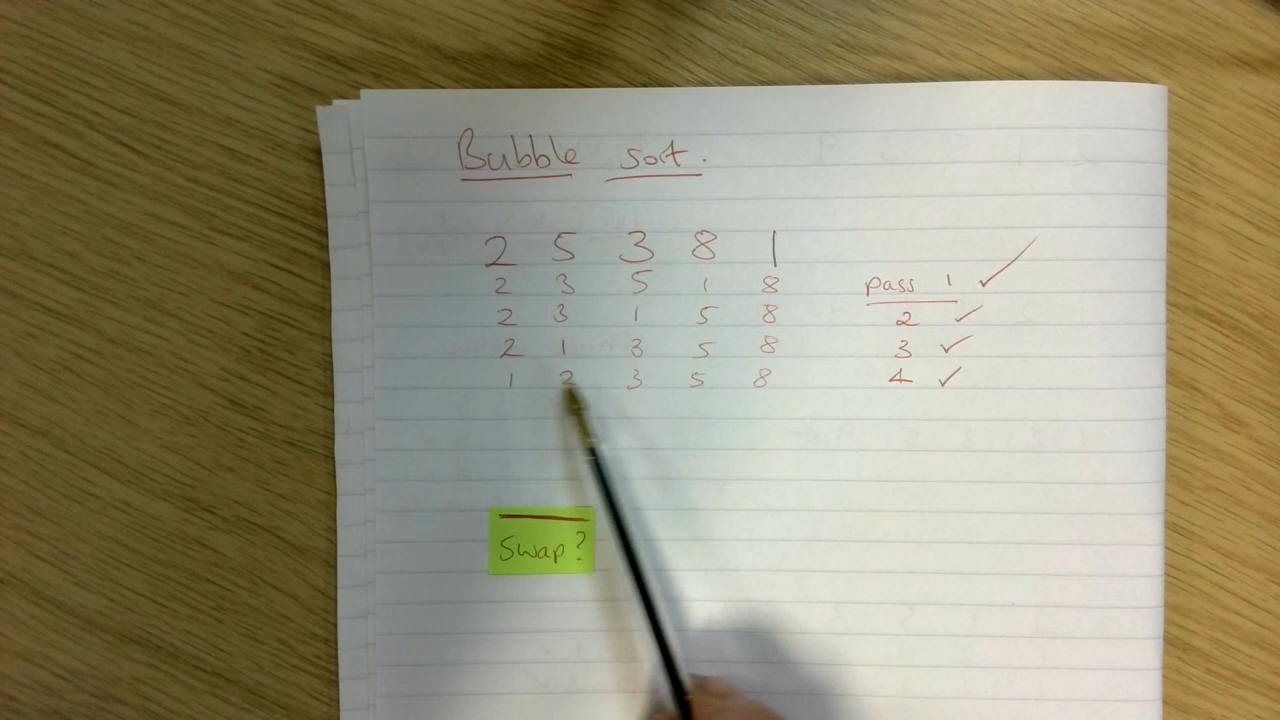 Bubble sort.
2 5 3 8 1
2 3 5 1 8 pass 1 ✓
2 3 1 5 8 2 ✓
2 1 3 5 8 3 ✓
1 2 3 5 8 4 ✓
Swap?